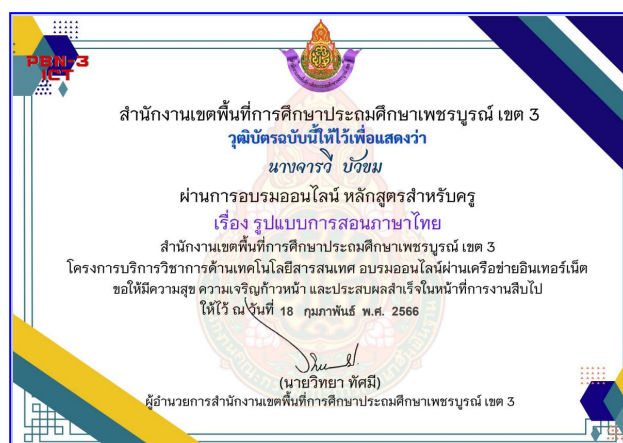 PBN-3
ICT
สำนักงานเขตพื้นที่การศึกษาประถมศึกษาเพชรบูรณ์ เขต 3
วุฒิบัตรฉบับนี้ให้ไว้เพื่อแสดงว่า
นางจารวี บัวขม
ผ่านการอบรมออนไลน์ หลักสูตรสำหรับครู
เรื่อง รูปแบบการสอนภาษาไทย
สำนักงานเขตพื้นที่การศึกษาประถมศึกษาเพชรบูรณ์ เขต 3
โครงการบริการวิชาการด้านเทคโนโลยีสารสนเทศ อบรมออนไลน์ผ่านเครือข่ายอินเทอร์เน็ต
ขอให้มีความสุข ความเจริญก้าวหน้า และประสบผลสำเร็จในหน้าที่การงานสืบไป
ให้ไว้ ณ วันที่ 18 กุมภาพันธ์ พ.ศ. 2566
(นายวิทยา ทัศมี)
ผู้อำนวยการสำนักงานเขตพื้นที่การศึกษาประถมศึกษาเพชรบูรณ์ เขต 3